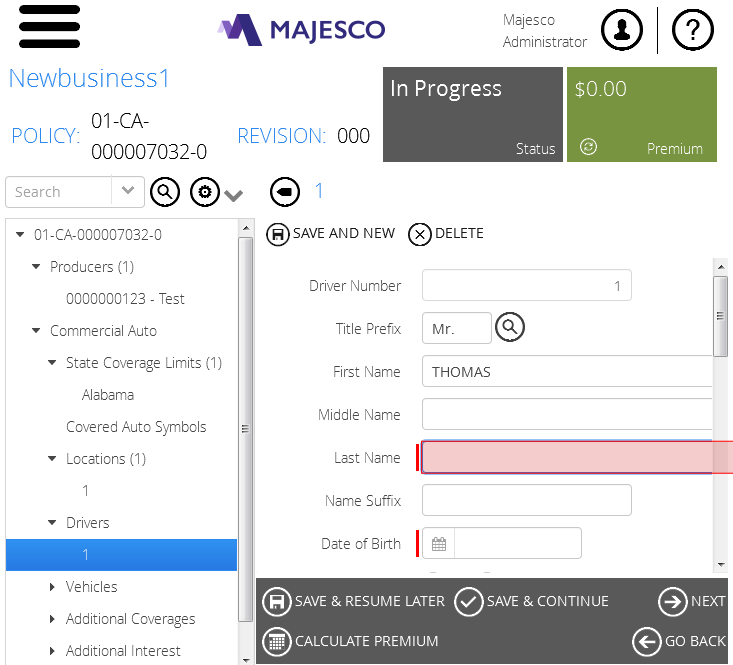 MAJESCO
Majesco
Administrator
?
Newbusiness1
POLICY: 01-CA-
000007032-0
REVISION: 000
In Progress
Status
$0.00
Premium
Search
1
01-CA-000007032-0
Producers (1)
0000000123 - Test
Commercial Auto
State Coverage Limits (1)
Alabama
Covered Auto Symbols
Locations (1)
1
Drivers
1
Vehicles
Additional Coverages
Additional Interest
SAVE AND NEW DELETE
Driver Number 1
Title Prefix Mr.
First Name THOMAS
Middle Name
Last Name
Name Suffix
Date of Birth
SAVE & RESUME LATER SAVE & CONTINUE NEXT
CALCULATE PREMIUM GO BACK